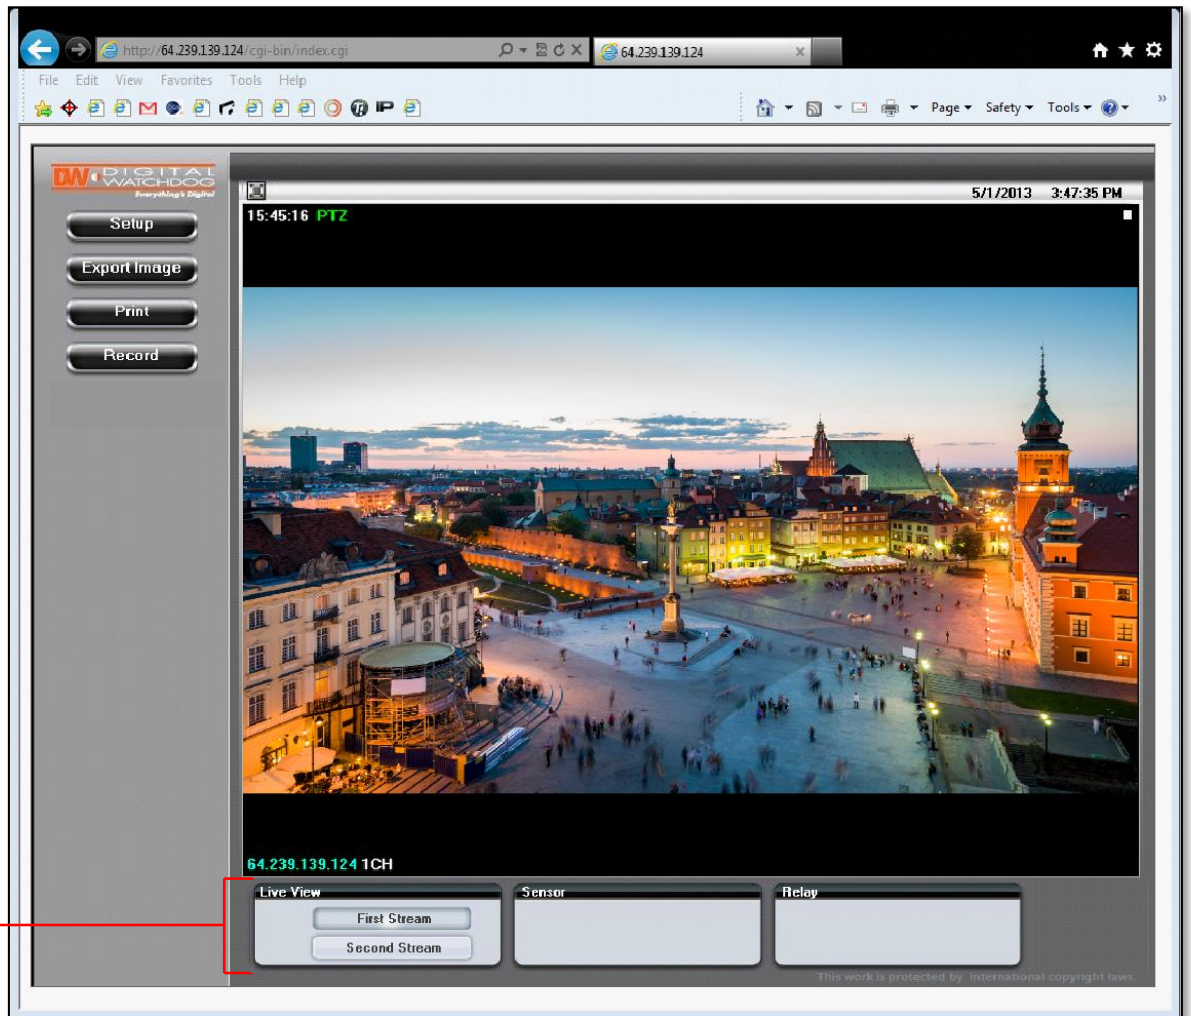 http://64.239.139.124/cgi-bin/index.cgi
64.239.139.124
File Edit View Favorites Tools Help
Page Safety Tools
DW DIGITAL WATCHDOG
Everything's Digital
5/1/2013 3:47:35 PM
Setup
Export Image
Print
Record
15:45:16 PTZ
64.239.139.124 1CH
Live View
First Stream
Second Stream
Sensor
Relay
This work is protected by international copyright laws.